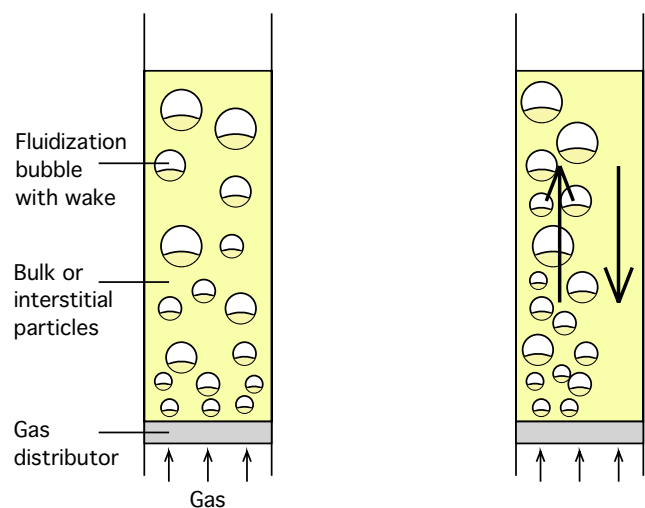 Fluidization
bubble
with wake
Bulk or
interstitial
particles
Gas
distributor
Gas